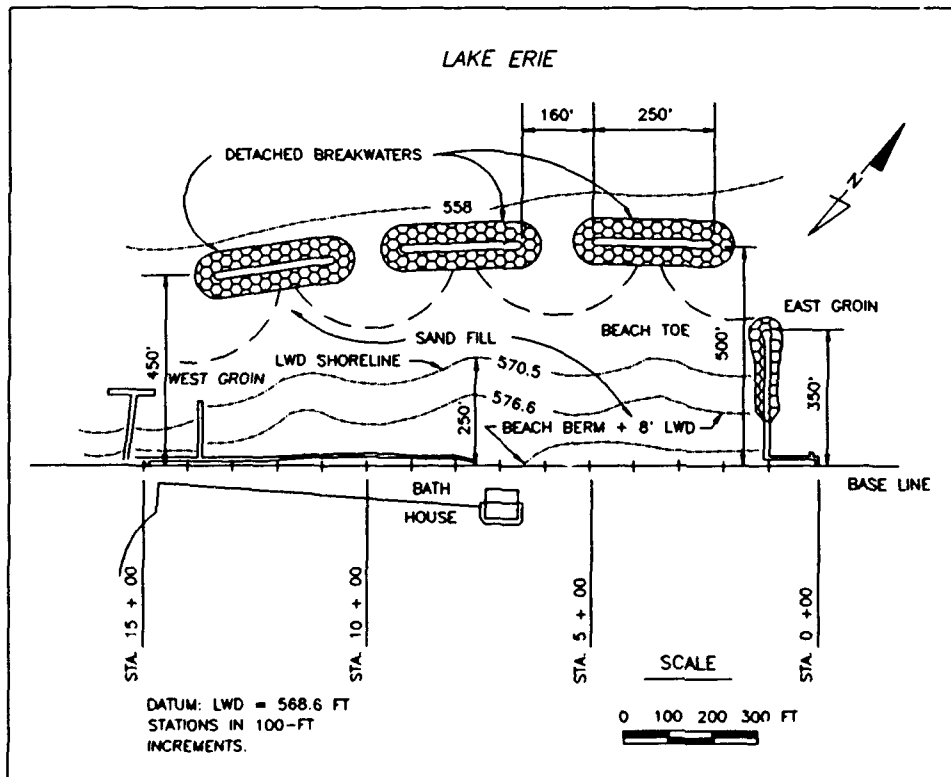 LAKE ERIE
160'
250'
DETACHED BREAKWATERS
N
558
EAST GROIN
SAND FILL
BEACH TOE
LWD SHORELINE
450'
WEST GROIN
570.5
500'
350'
576.6
250'
BEACH BERM + 8' LWD
BASE LINE
BATH
HOUSE
STA. 15 + 00
STA. 10 + 00
STA. 5 + 00
STA. 0 +00
SCALE
0 100 200 300 FT
DATUM: LWD = 568.6 FT
STATIONS IN 100-FT
INCREMENTS.